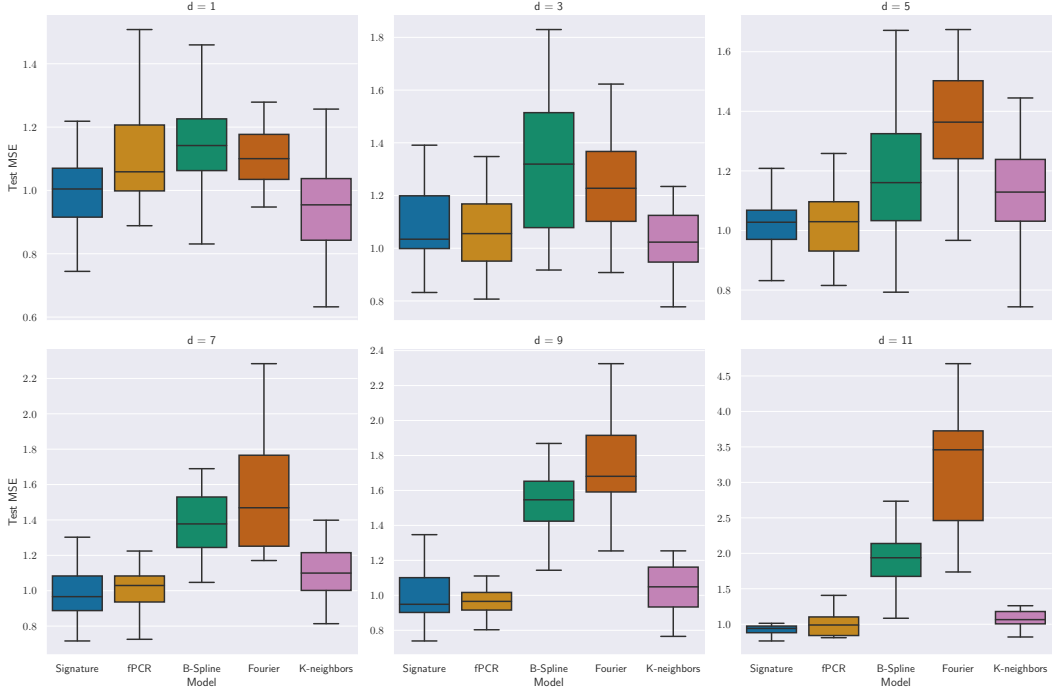 d = 1
d = 3
d = 5
Test MSE
1.4
1.2
1.0
0.8
0.6
1.8
1.6
1.4
1.2
1.0
0.8
1.6
1.4
1.2
1.0
0.8
d = 7
d = 9
d = 11
Test MSE
2.2
2.0
1.8
1.6
1.4
1.2
1.0
0.8
2.4
2.2
2.0
1.8
1.6
1.4
1.2
1.0
0.8
4.5
4.0
3.5
3.0
2.5
2.0
1.5
1.0
Signature fPCR B-Spline Fourier K-neighbors
Model
Signature fPCR B-Spline Fourier K-neighbors
Model
Signature fPCR B-Spline Fourier K-neighbors
Model